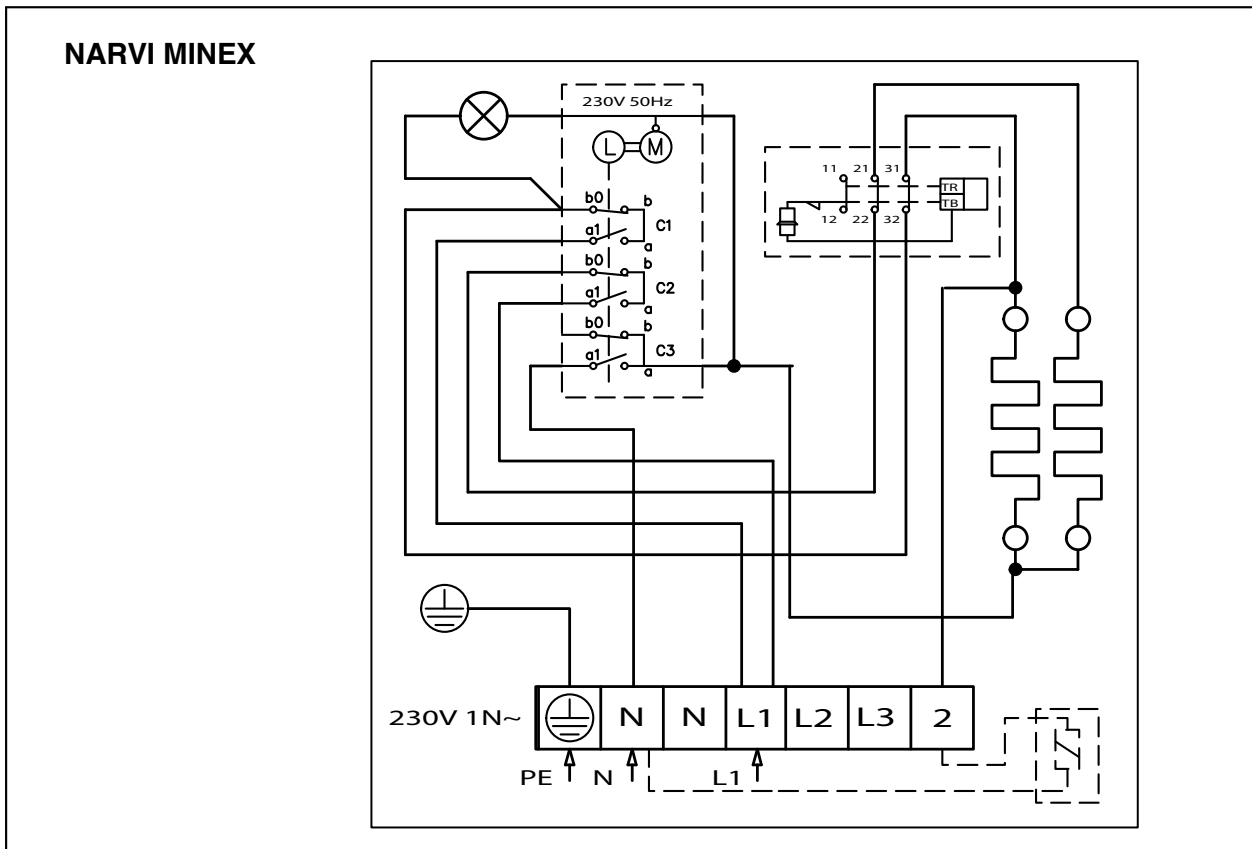 NARVI MINEX
230V 50Hz
L M
b0 b
C1
a1 a
b0 b
C2
a1 a
b0 b
C3
a1 a
11 21 31
TR
TB
12 22 32
230V 1N~ N N L1 L2 L3 2
PE N L1